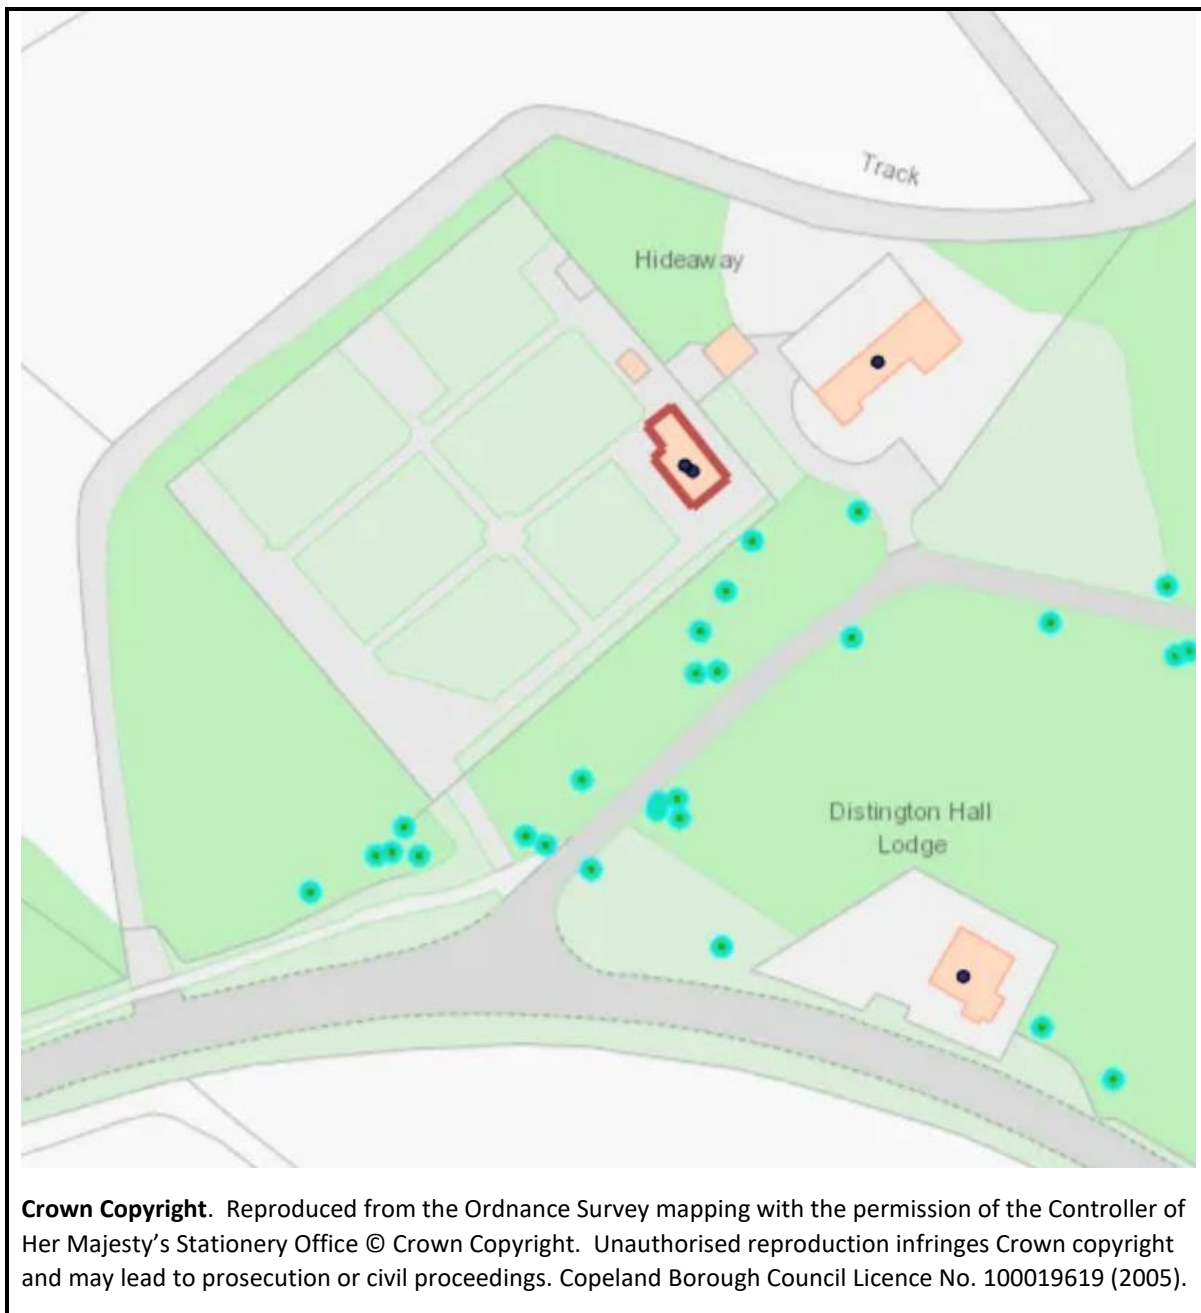 Track
Hideaway
Distington Hall
Lodge
Crown Copyright. Reproduced from the Ordnance Survey mapping with the permission of the Controller of
Her Majesty’s Stationery Office © Crown Copyright. Unauthorised reproduction infringes Crown copyright
and may lead to prosecution or civil proceedings. Copeland Borough Council Licence No. 100019619 (2005).